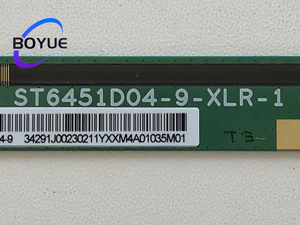 BOYUE
ST6451D04-9-XLR-1
4-9 34291J00230211YXXM4A01035M01
T3-